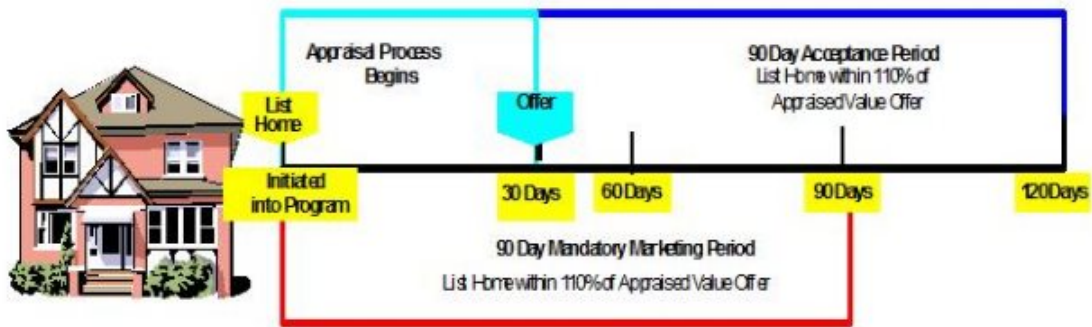 Appraisal Process
Begins
90 Day Acceptance Period
List Home within 110% of
Appraised Value Offer
List
Home
Offer
Initiated
into Program
30 Days
60 Days
90 Days
120 Days
90 Day Mandatory Marketing Period
List Home within 110% of Appraised Value Offer